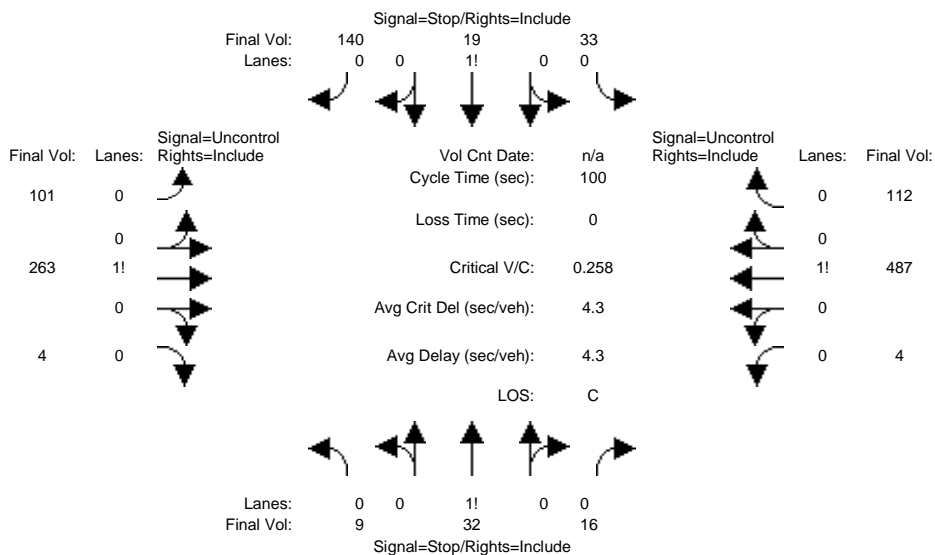 Signal=Stop/Rights=Include
Final Vol: 140 19 33
Lanes: 0 0 1! 0 0
Signal=Uncontrol
Final Vol: Lanes: Rights=Include
Vol Cnt Date: n/a
Signal=Uncontrol
Rights=Include Lanes: Final Vol:
Cycle Time (sec): 100
101 0
0 112
Loss Time (sec): 0
0
0
263 1!
Critical V/C: 0.258
1! 487
0
Avg Crit Del (sec/veh): 4.3
0
4 0
Avg Delay (sec/veh): 4.3
0 4
LOS: C
Lanes: 0 0 1! 0 0
Final Vol: 9 32 16
Signal=Stop/Rights=Include